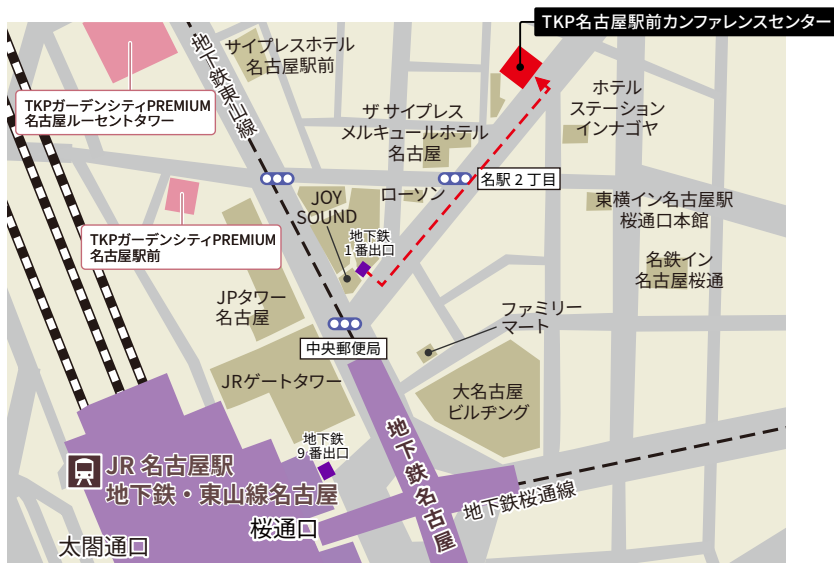 TKP名古屋駅前カンファレンスセンター
地下鉄東山線
サイプレスホテル
名古屋駅前
TKPガーデンシティPREMIUM
名古屋ルーセントタワー
ホテル
ステーション
インナゴヤ
ザ サイプレス
メルキュールホテル
名古屋
名駅2丁目
ローソン
JOY
SOUND
東横イン名古屋駅
桜通口本館
地下鉄
1番出口
TKPガーデンシティPREMIUM
名古屋駅前
名鉄イン
名古屋桜通
JPタワー
名古屋
ファミリー
マート
中央郵便局
JRゲートタワー
大名古屋
ビルヂング
地下鉄
9番出口
地下鉄名古屋
JR 名古屋駅
地下鉄・東山線名古屋
地下鉄桜通線
桜通口
太閤通口